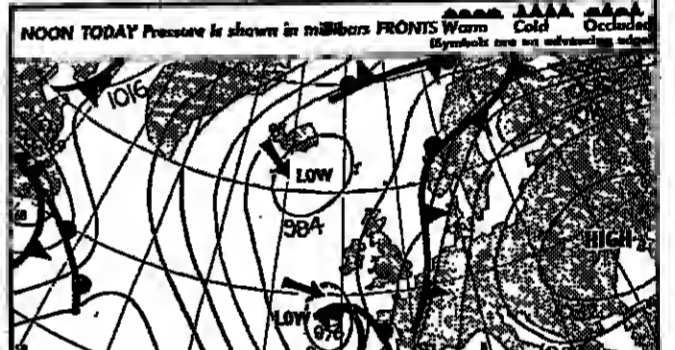 NOON TODAY Pressure is shown in millibars FRONTS Warm Cold Occluded
(Symbols are on advancing edge)
1016
LOW
984
HIGH
LOW
976